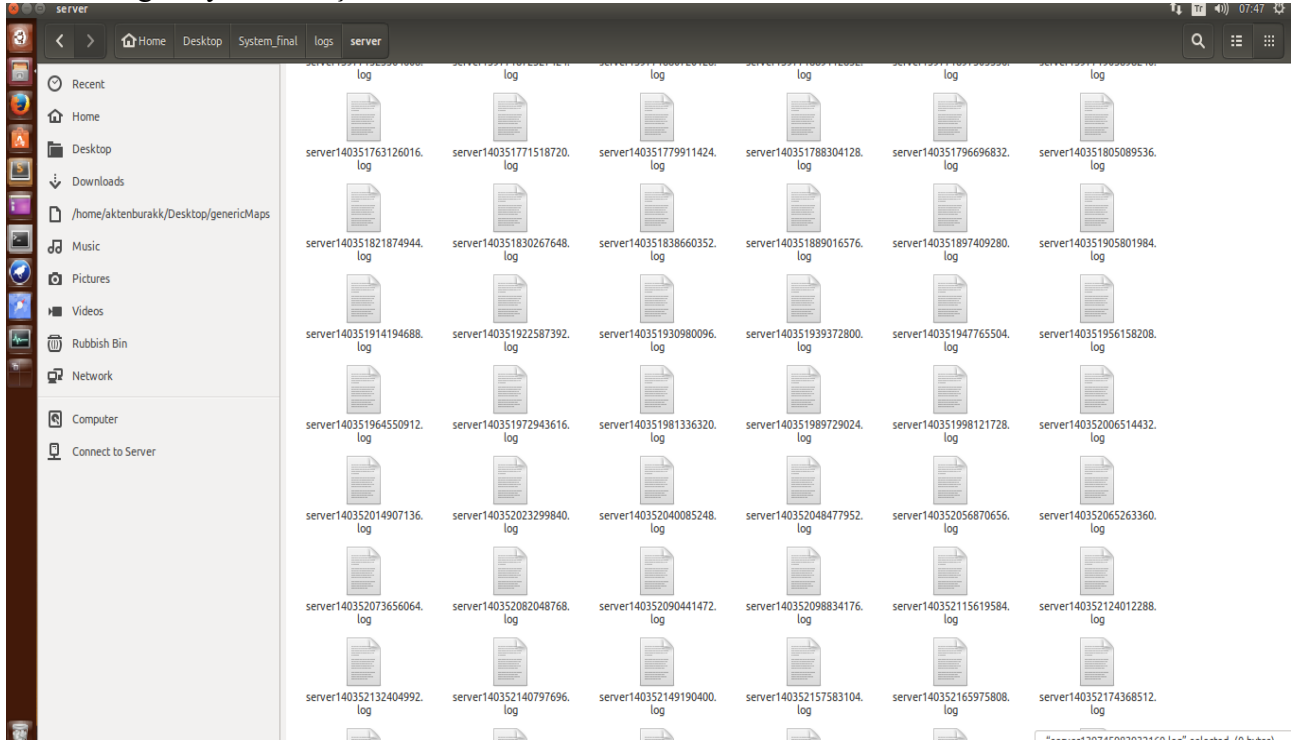 server
Tr
07:47
Home
Desktop
System_final
logs
server
Recent
Home
Desktop
Downloads
/home/aktenburakk/Desktop/genericMaps
Music
Pictures
Videos
Rubbish Bin
Network
Computer
Connect to Server
log log log log log log
server140351763126016. server140351771518720. server140351779911424. server140351788304128. server140351796696832. server140351805089536.
log log log log log log
server140351821874944. server140351830267648. server140351838660352. server140351889016576. server140351897409280. server140351905801984.
log log log log log log
server140351914194688. server140351922587392. server140351930980096. server140351939372800. server140351947765504. server140351956158208.
log log log log log log
server140351964550912. server140351972943616. server140351981336320. server140351989729024. server140351998121728. server140352006514432.
log log log log log log
server140352014907136. server140352023299840. server140352040085248. server140352048477952. server140352056870656. server140352065263360.
log log log log log log
server140352073656064. server140352082048768. server140352090441472. server140352098834176. server140352115619584. server140352124012288.
log log log log log log
server140352132404992. server140352140797696. server140352149190400. server140352157583104. server140352165975808. server140352174368512.
log log log log log log
selected (0 bytes)